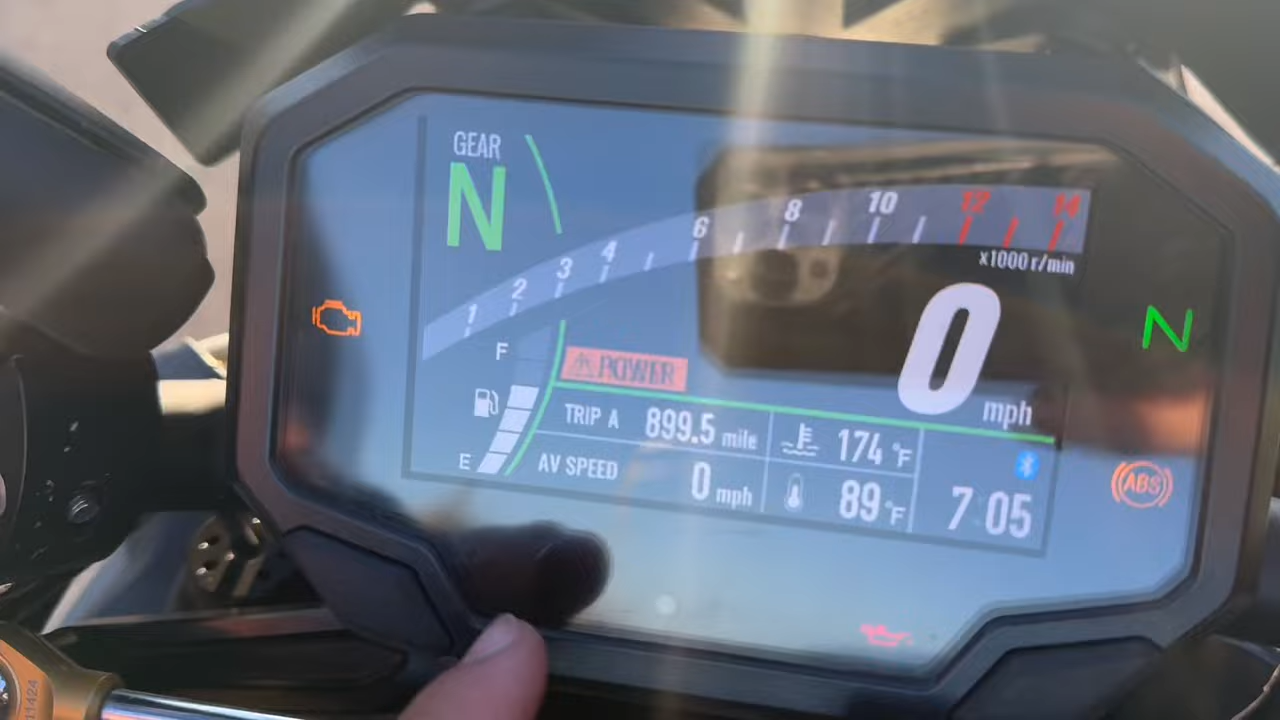 GEAR
N
1 2 3 4 6 8 10 12 14
x1000 r/min
0 mph
N
F
POWER
TRIP A 899.5 mile
174 °F
E
AV SPEED 0 mph
89 °F
7 05
ABS
11424